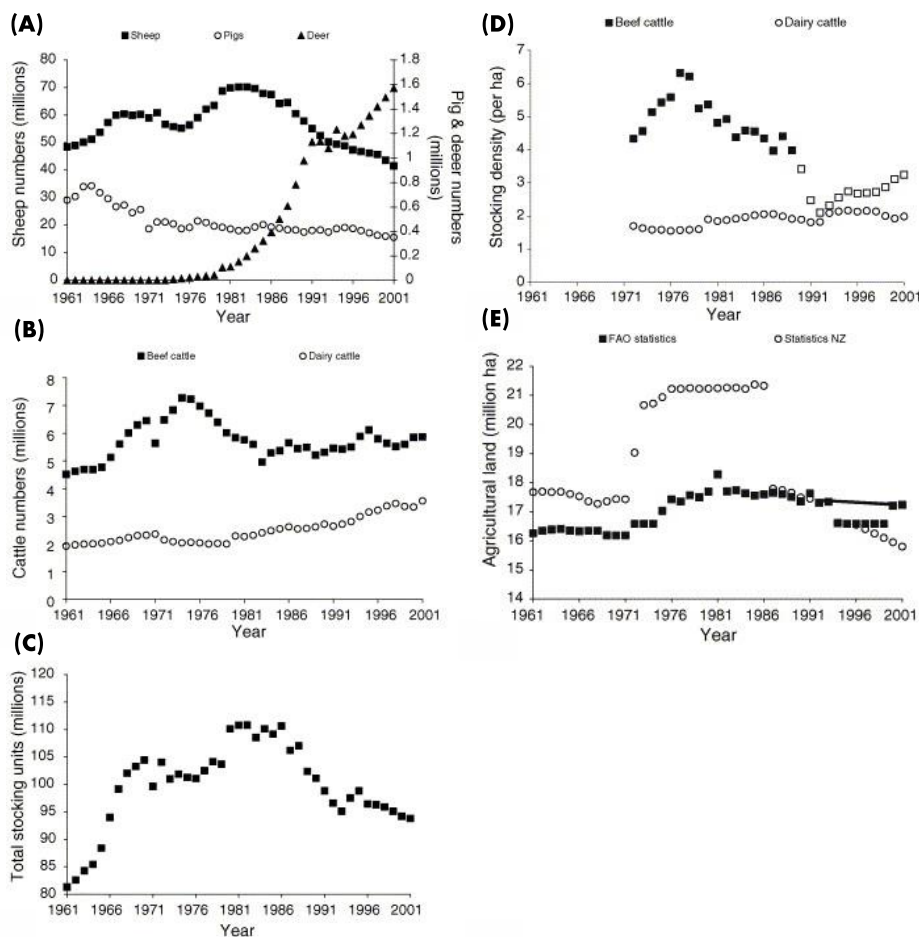 (A)
Sheep Pigs Deer
Sheep numbers (millions)
80
70
60
50
40
30
20
10
0
Pig & deeer numbers
(millions)
1.8
1.6
1.4
1.2
1
0.8
0.6
0.4
0.2
0
1961 1966 1971 1976 1981 1986 1991 1996 2001
Year
(B)
Beef cattle Dairy cattle
Cattle numbers (millions)
8
7
6
5
4
3
2
1
0
1961 1966 1971 1976 1981 1986 1991 1996 2001
Year
(C)
Total stocking units (millions)
120
115
110
105
100
95
90
85
80
1961 1966 1971 1976 1981 1986 1991 1996 2001
Year
(D)
Beef cattle Dairy cattle
Stocking density (per ha)
7
6
5
4
3
2
1
0
1961 1966 1971 1976 1981 1986 1991 1996 2001
Year
(E)
FAO statistics Statistics NZ
Agricultural land (million ha)
22
21
20
19
18
17
16
15
14
1961 1966 1971 1976 1981 1986 1991 1996 2001
Year